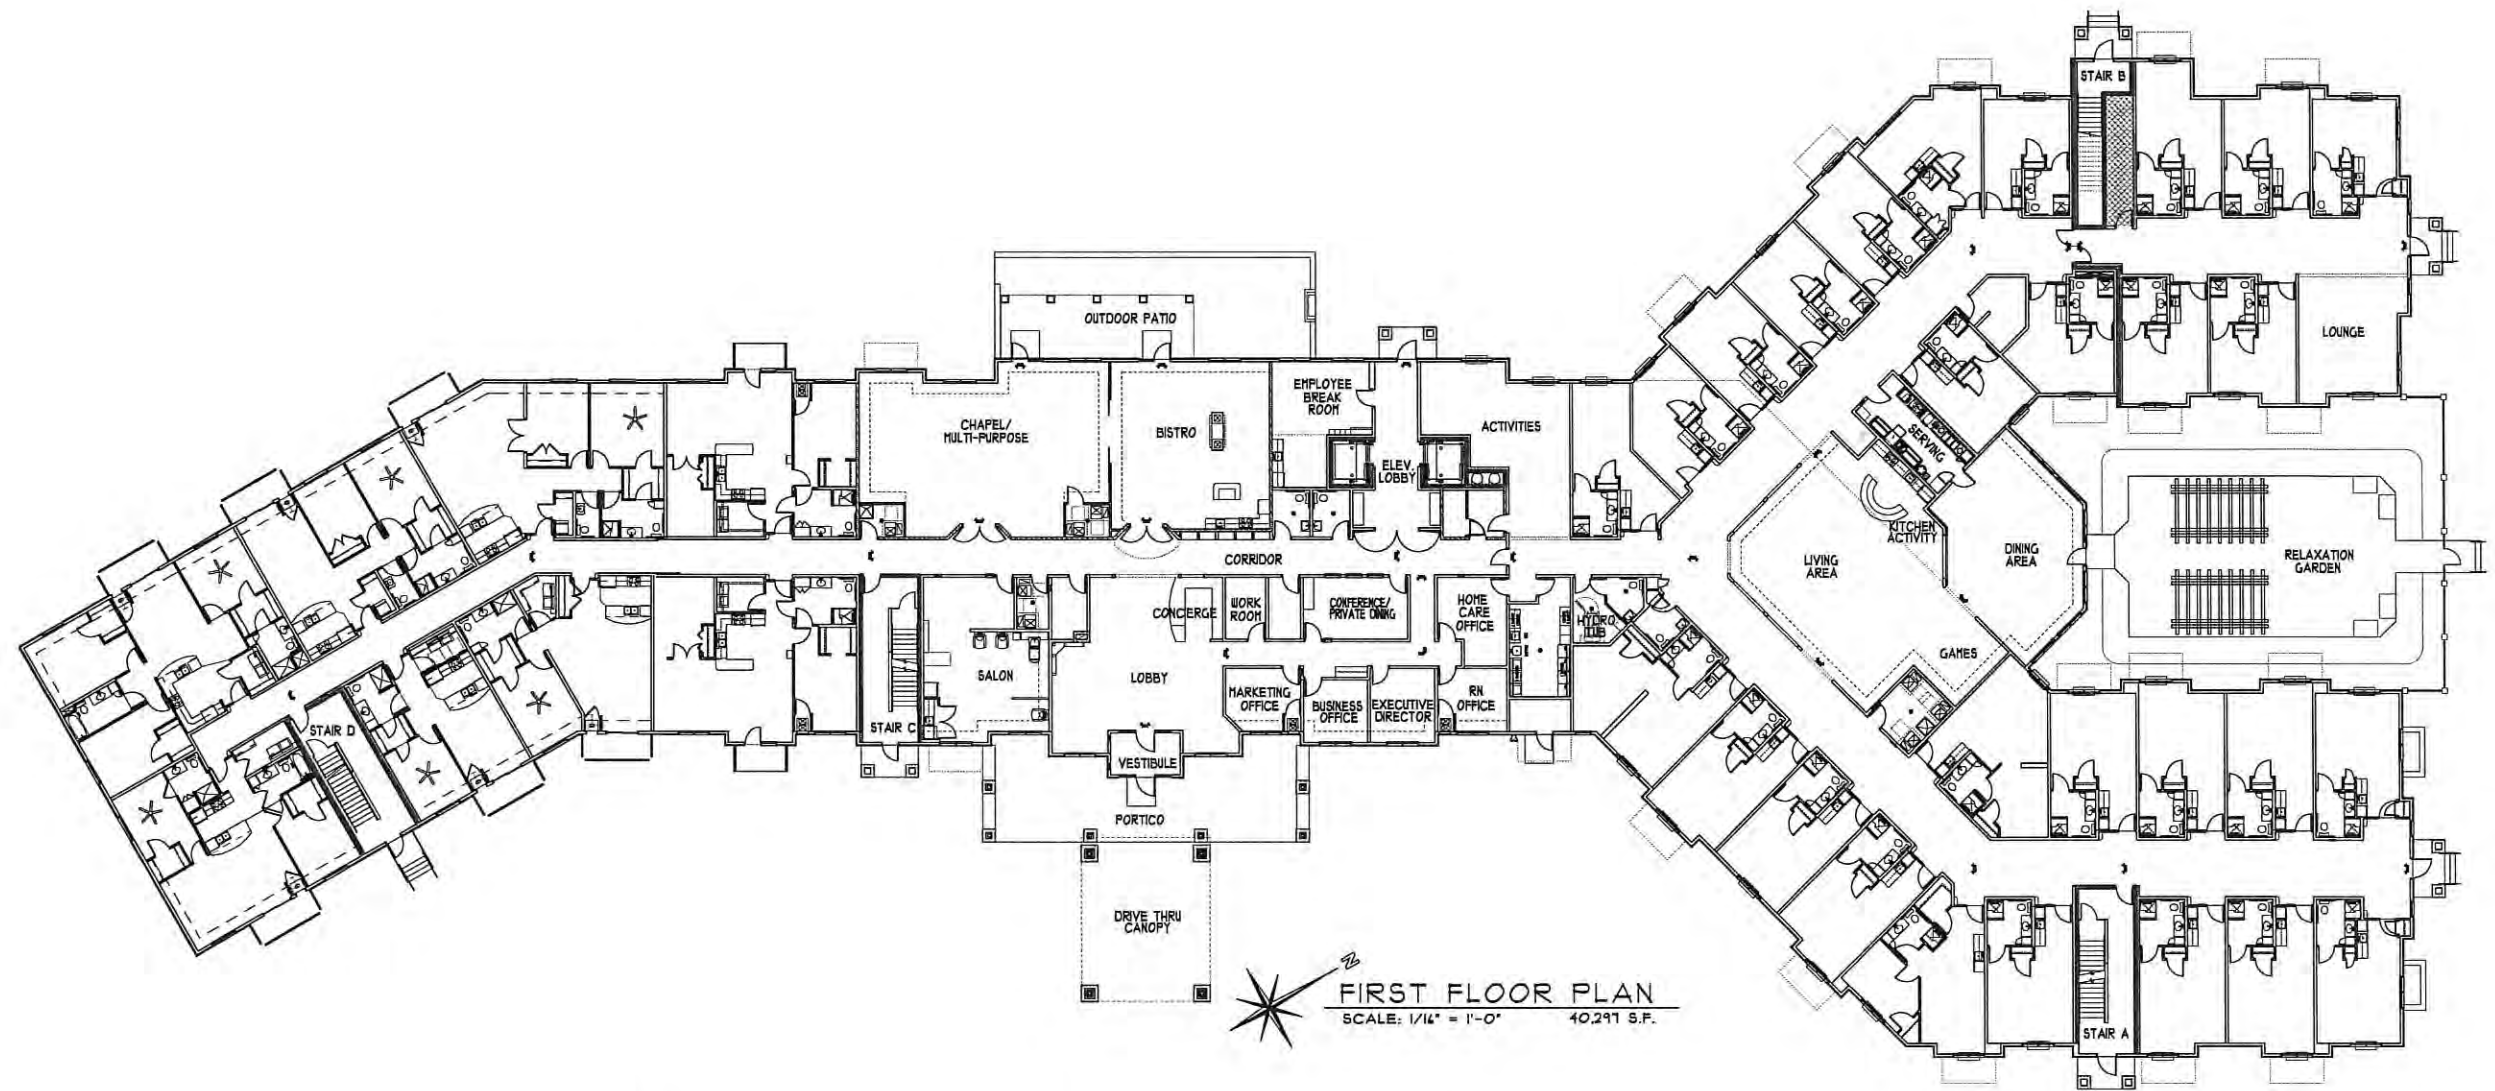 STAIR B
OUTDOOR PATIO
LOUNGE
EMPLOYEE
BREAK
ROOM
CHAPEL/
MULTI-PURPOSE
BISTRO
ACTIVITIES
SERVING
ELEV.
LOBBY
KITCHEN
ACTIVITY
CORRIDOR
LIVING
AREA
DINING
AREA
RELAXATION
GARDEN
CONCIERGE
WORK
ROOM
CONFERENCE/
PRIVATE DINING
HOME
CARE
OFFICE
HYDRO
TUB
GAMES
SALON
LOBBY
MARKETING
OFFICE
BUSINESS
OFFICE
EXECUTIVE
DIRECTOR
RN
OFFICE
STAIR D
STAIR C
VESTIBULE
PORTICO
DRIVE THRU
CANOPY
N
FIRST FLOOR PLAN
SCALE: 1/16" = 1'-0" 40,297 S.F.
STAIR A